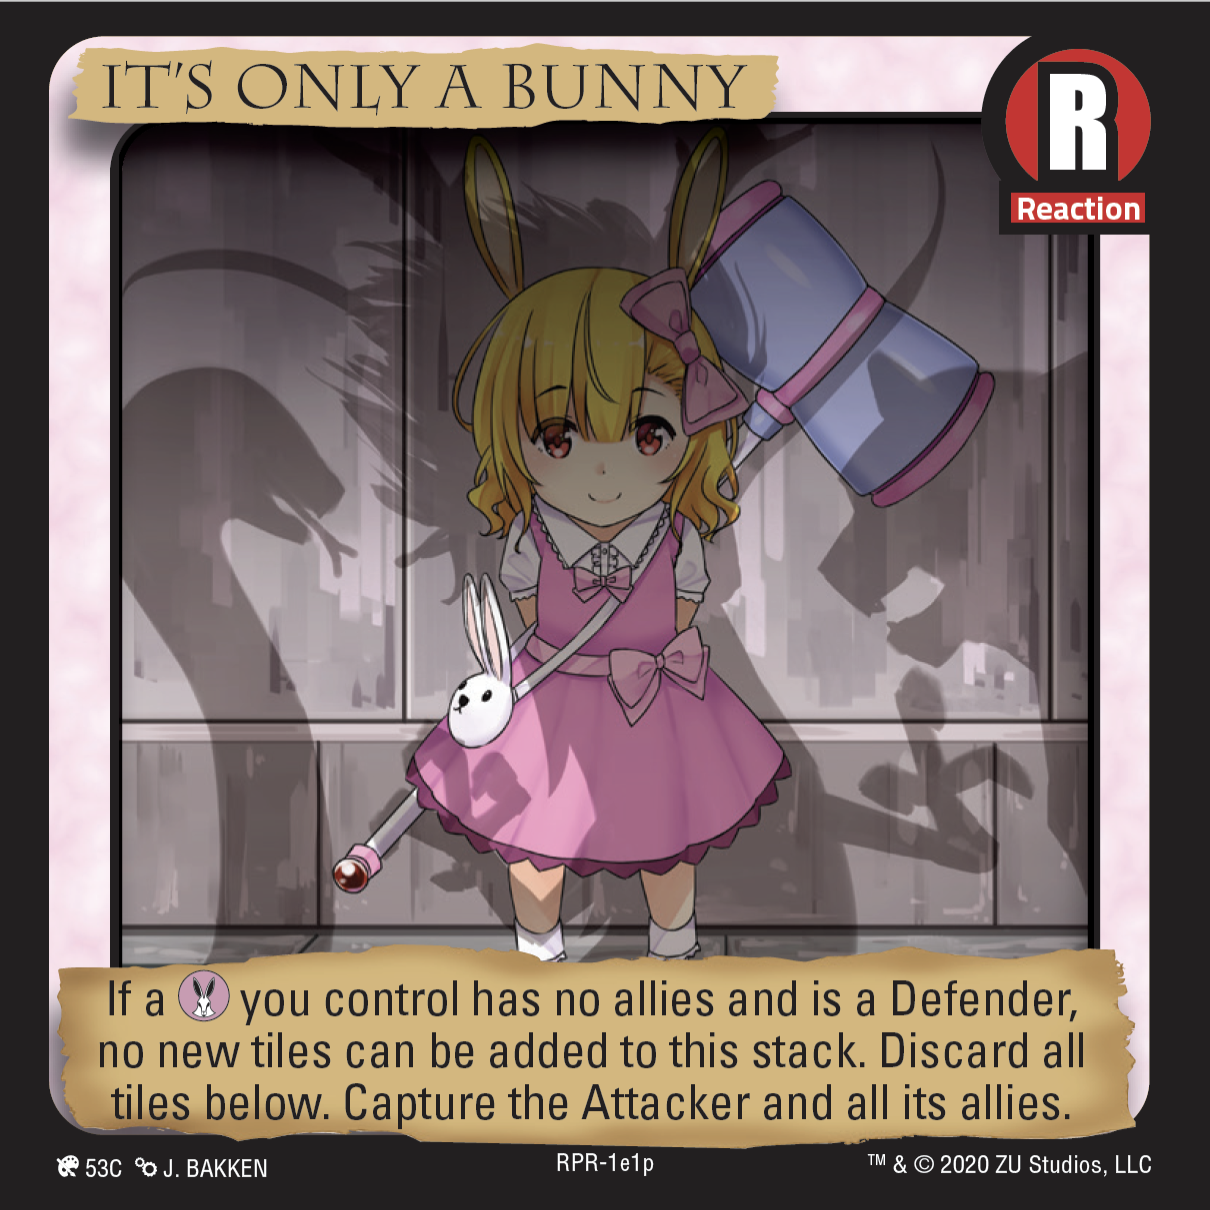 IT'S ONLY A BUNNY
R
Reaction
If a you control has no allies and is a Defender,
no new tiles can be added to this stack. Discard all
tiles below. Capture the Attacker and all its allies.
53C J. BAKKEN
RPR-1e1p
™ & © 2020 ZU Studios, LLC